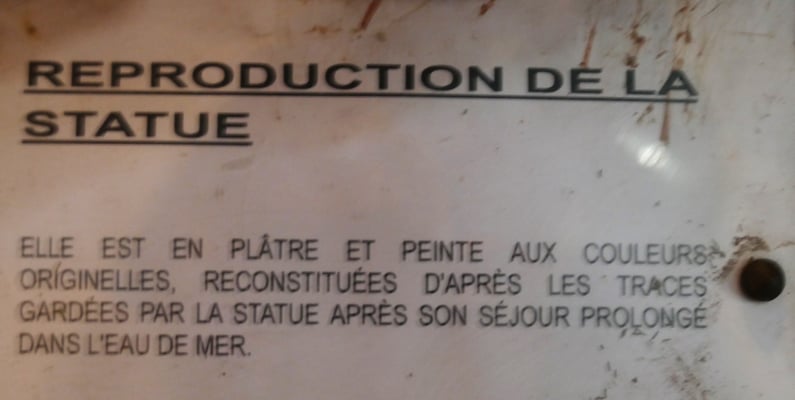 REPRODUCTION DE LA
STATUE
ELLE EST EN PLÂTRE ET PEINTE AUX COULEURS
ORIGINELLES, RECONSTITUÉES D'APRÈS LES TRACES
GARDÉES PAR LA STATUE APRÈS SON SÉJOUR PROLONGÉ
DANS L'EAU DE MER.